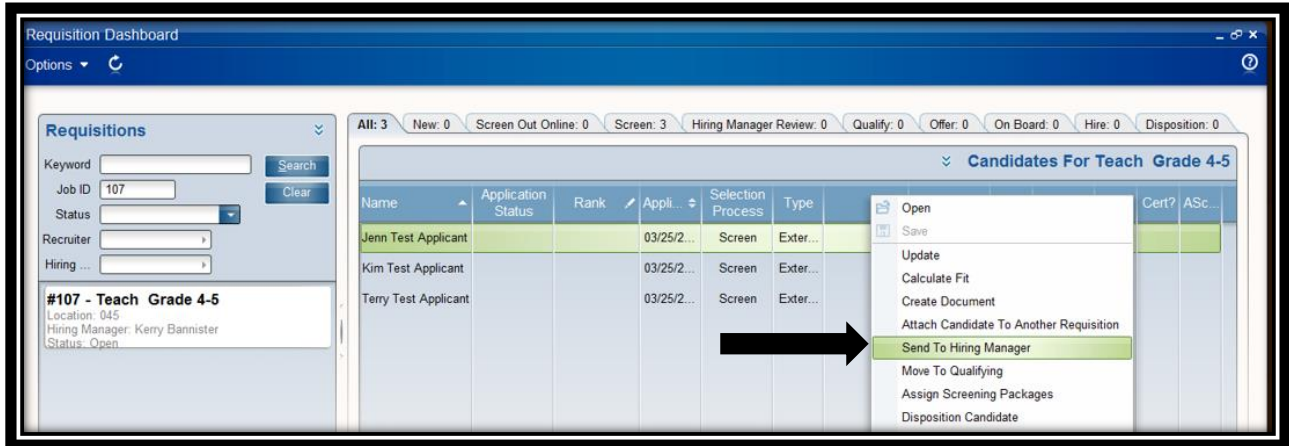 Requisition Dashboard
Options
Requisitions
Keyword
Search
Job ID 107
Clear
Status
Recruiter
Hiring ...
#107 - Teach Grade 4-5
Location: 045
Hiring Manager: Kerry Bannister
Status: Open
All: 3 New: 0 Screen Out Online: 0 Screen: 3 Hiring Manager Review: 0 Qualify: 0 Offer: 0 On Board: 0 Hire: 0 Disposition: 0
Candidates For Teach Grade 4-5
Name Application Status Rank Appli... Selection Process Type Cert? ASc...
Jenn Test Applicant 03/25/2... Screen Exter...
Kim Test Applicant 03/25/2... Screen Exter...
Terry Test Applicant 03/25/2... Screen Exter...
Open
Save
Update
Calculate Fit
Create Document
Attach Candidate To Another Requisition
Send To Hiring Manager
Move To Qualifying
Assign Screening Packages
Disposition Candidate